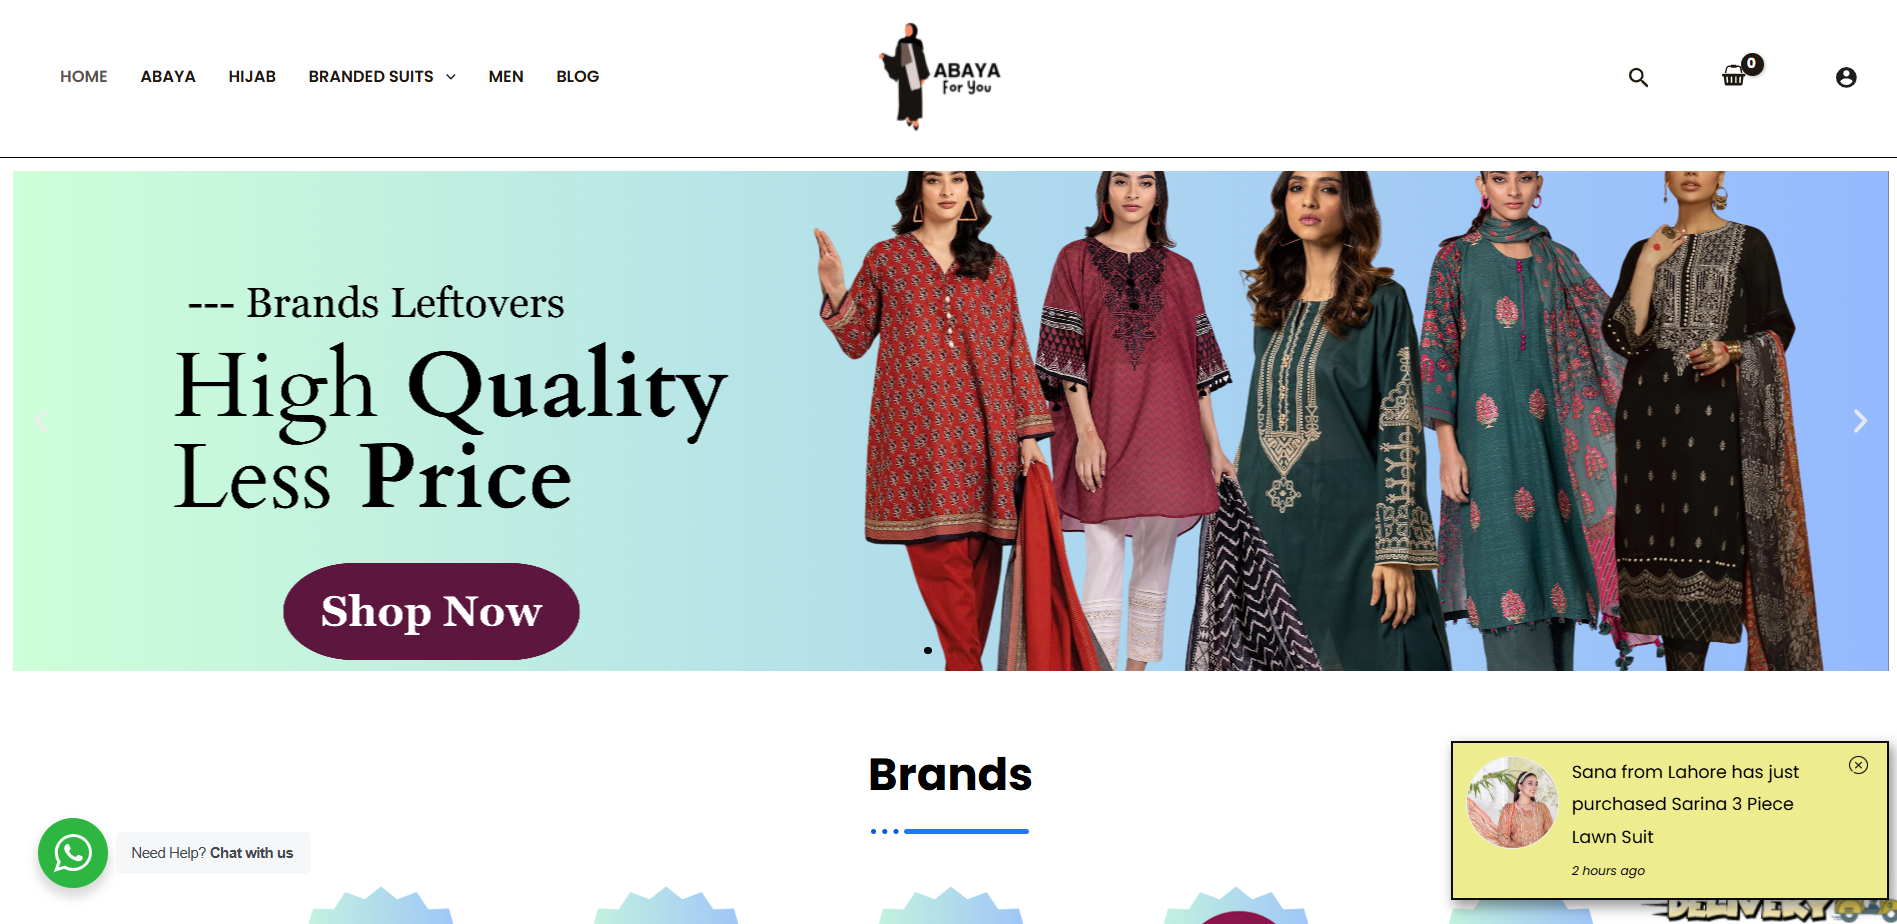 HOME
ABAYA
HIJAB
BRANDED SUITS
MEN
BLOG
ABAYA
For You
0
--- Brands Leftovers
High Quality
Less Price
Shop Now
Brands
Need Help? Chat with us
Sana from Lahore has just
purchased Sarina 3 Piece
Lawn Suit
2 hours ago
DELIVERY